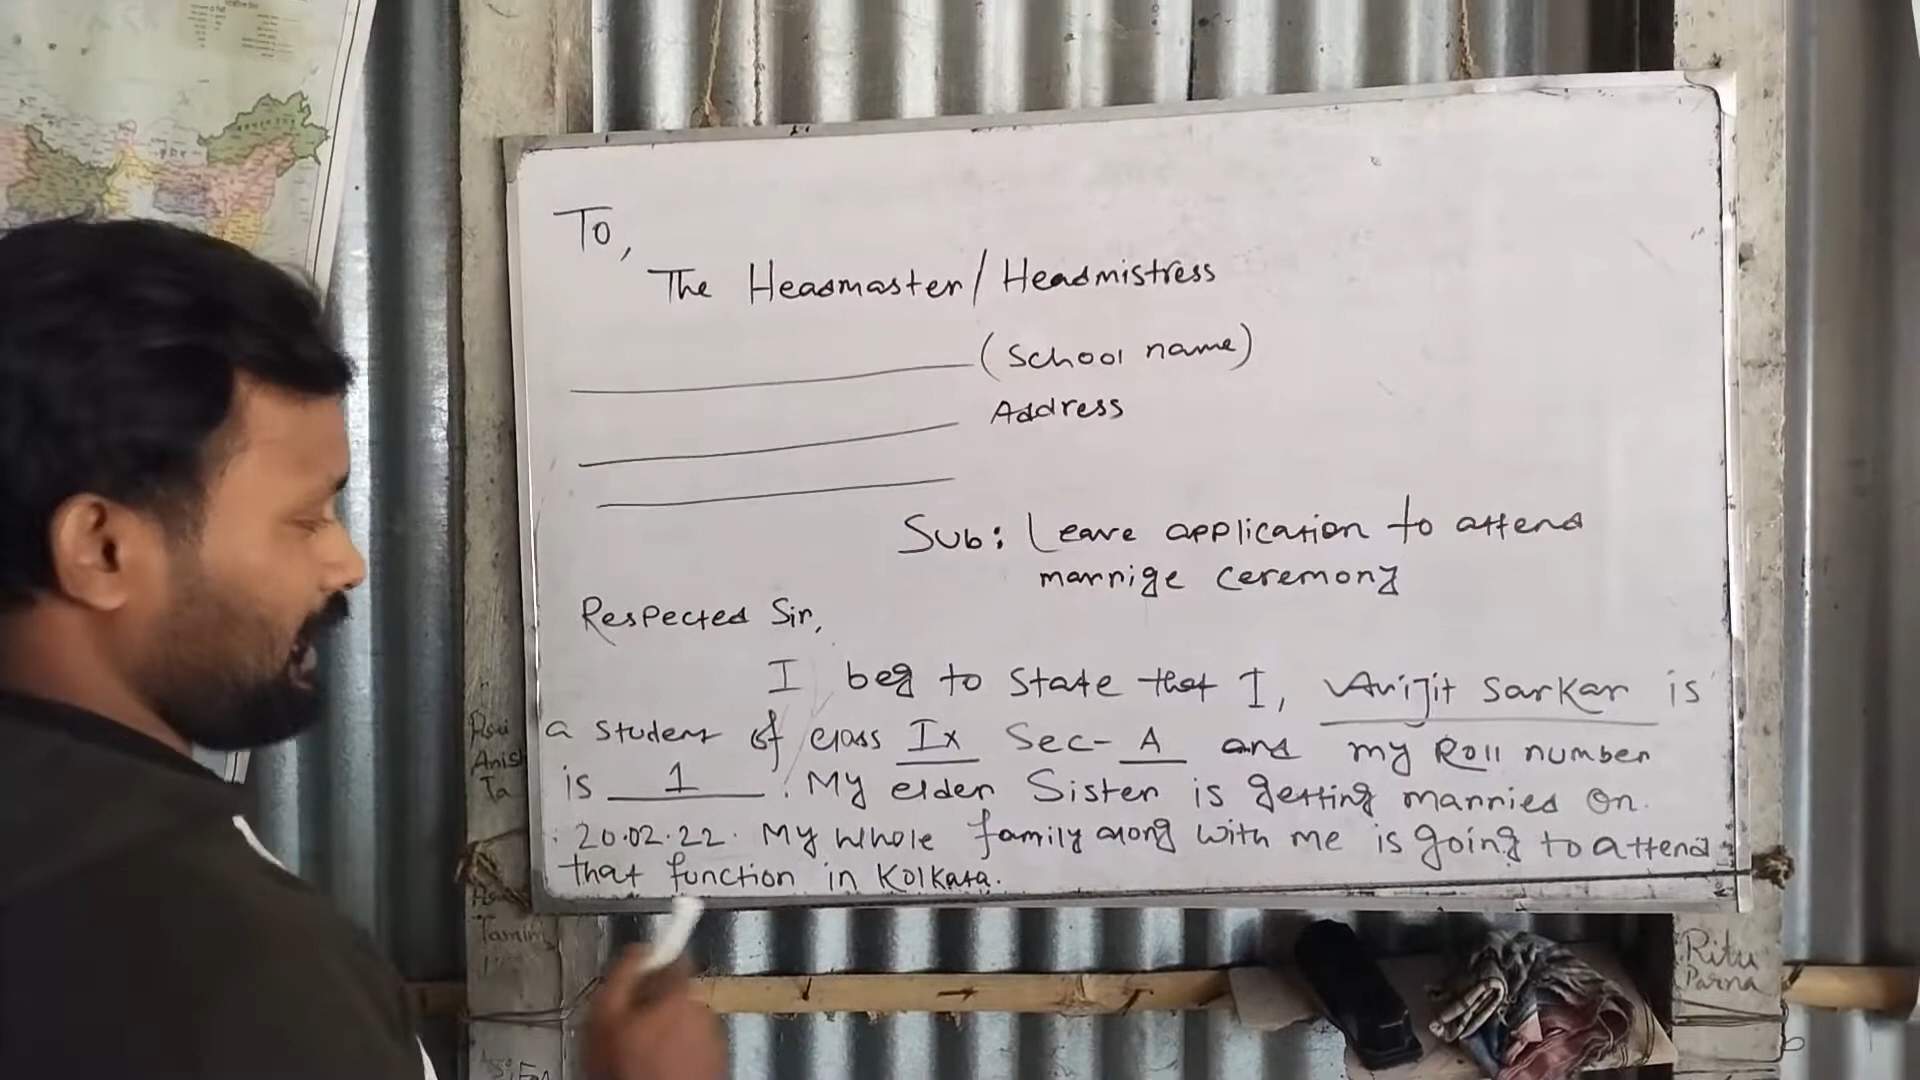 To,
The Headmaster/Headmistress
(School name)
Address
Sub: Leave application to attend
marrige ceremony
Respected Sir,
I beg to state that I, Avijit Sarkar is
a student of class IX Sec- A and my Roll number
is 1. My elder Sister is getting married on
20.02.22. My whole family along with me is going to attend
that function in Kolkata.
Ritu
Parna